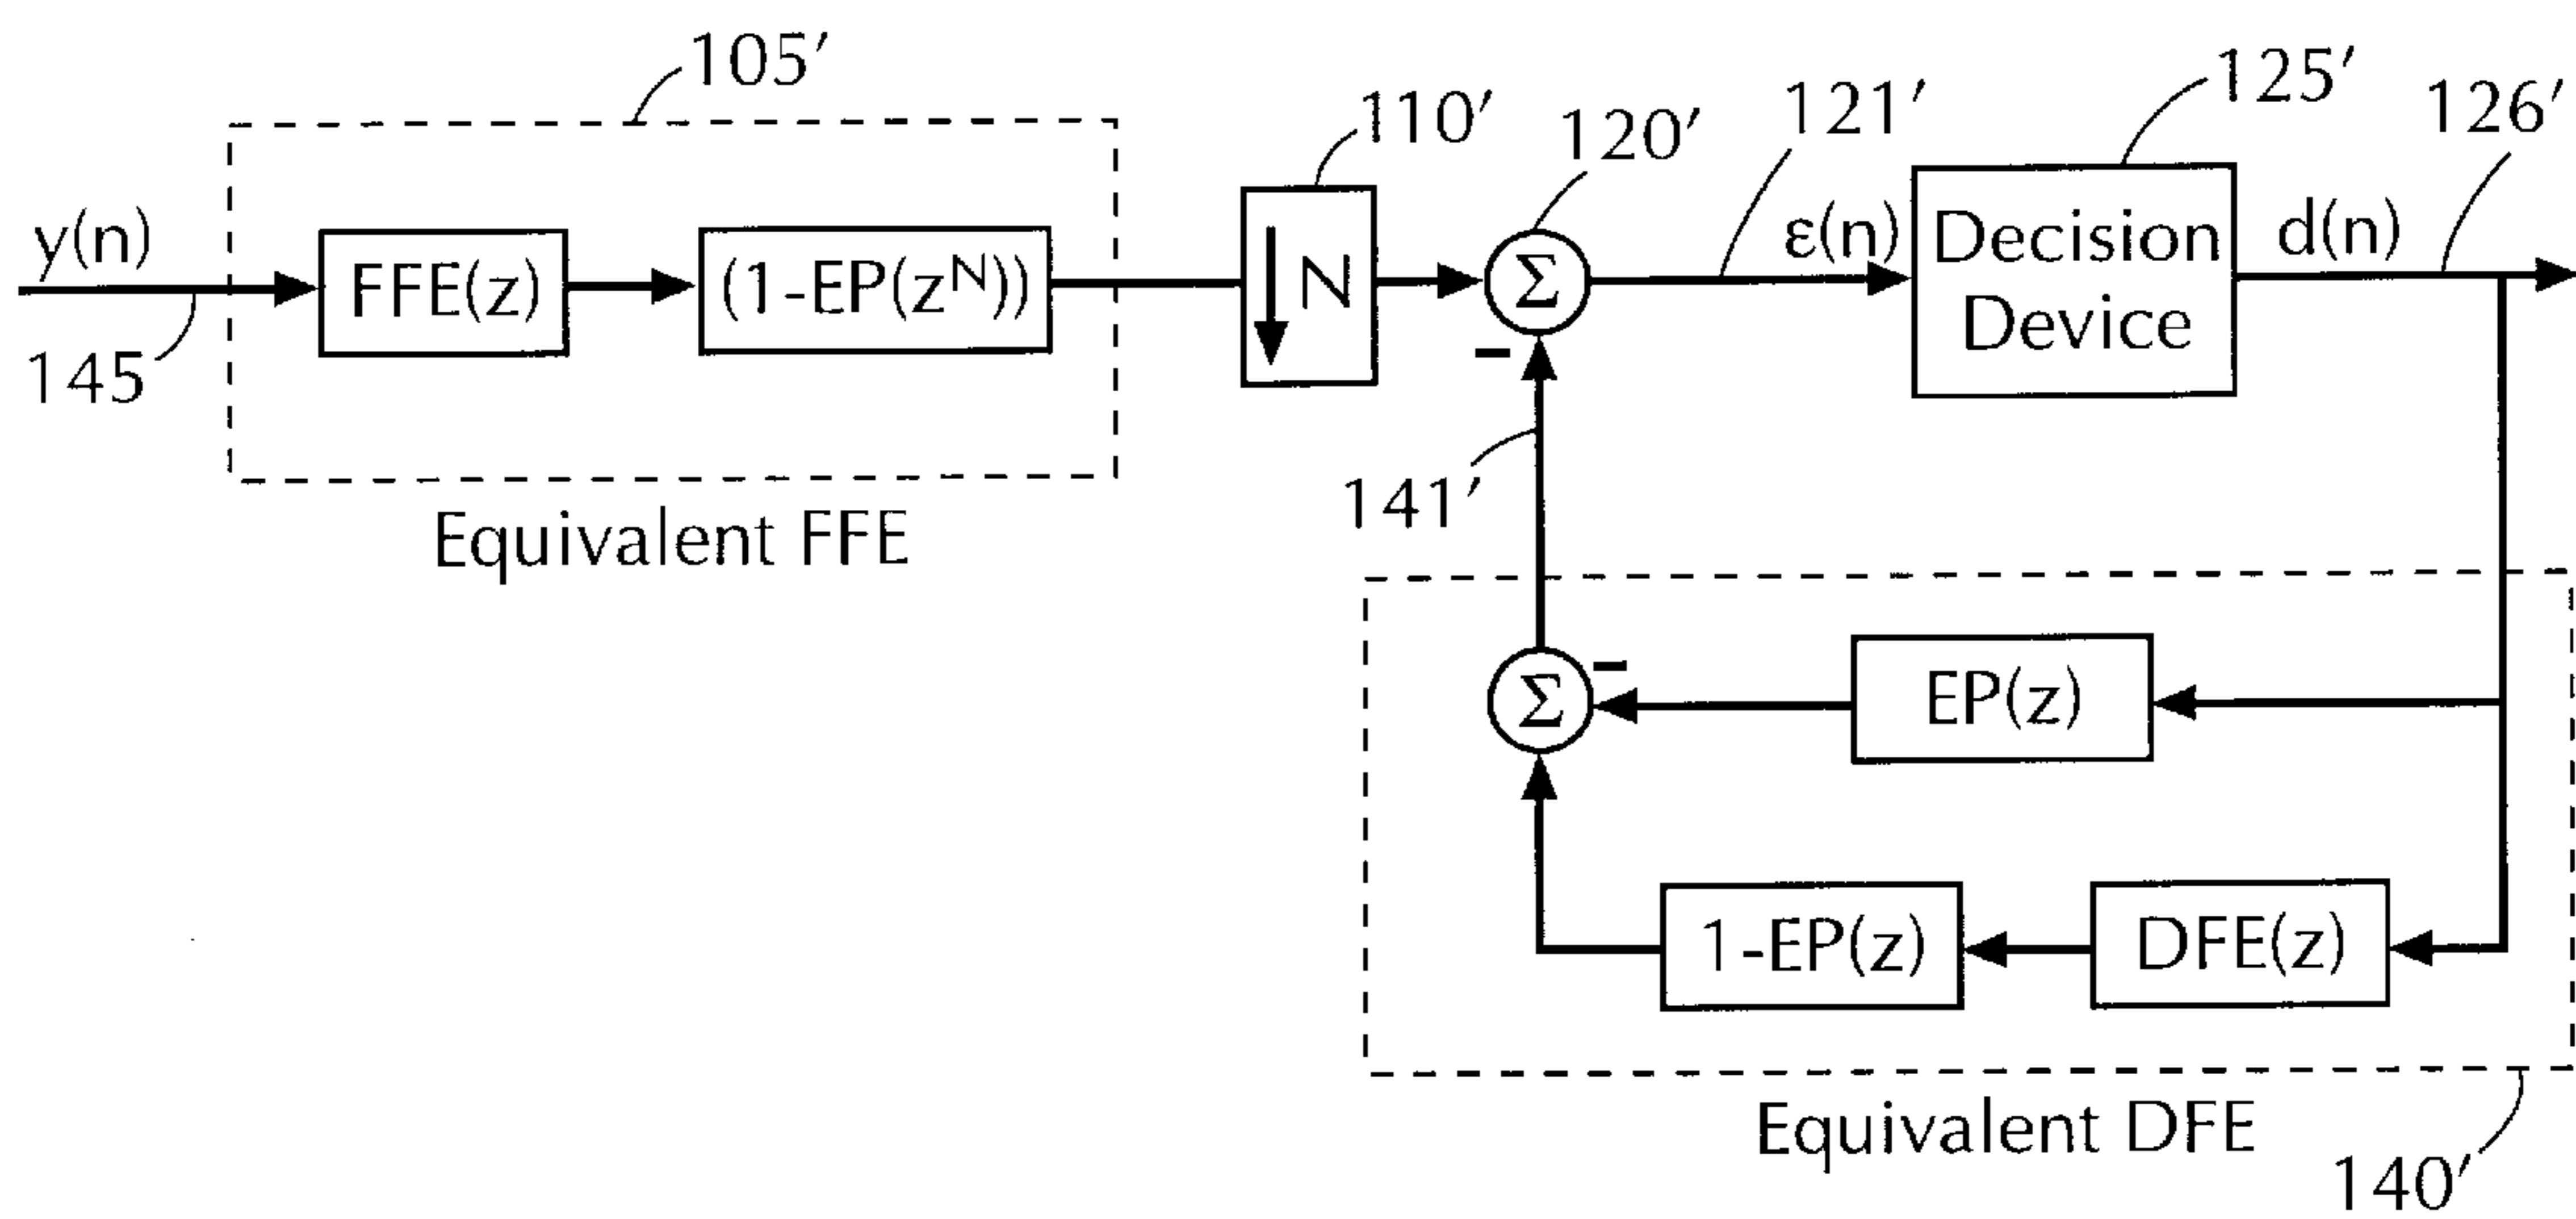 105′
110′
120′
121′
125′
126′
y(n)
145
FFE(z)
(1-EP(z^N))
↓ N
Σ
ε(n)
Decision
Device
d(n)
-
141′
Equivalent FFE
Σ
-
EP(z)
1-EP(z)
DFE(z)
Equivalent DFE
140′